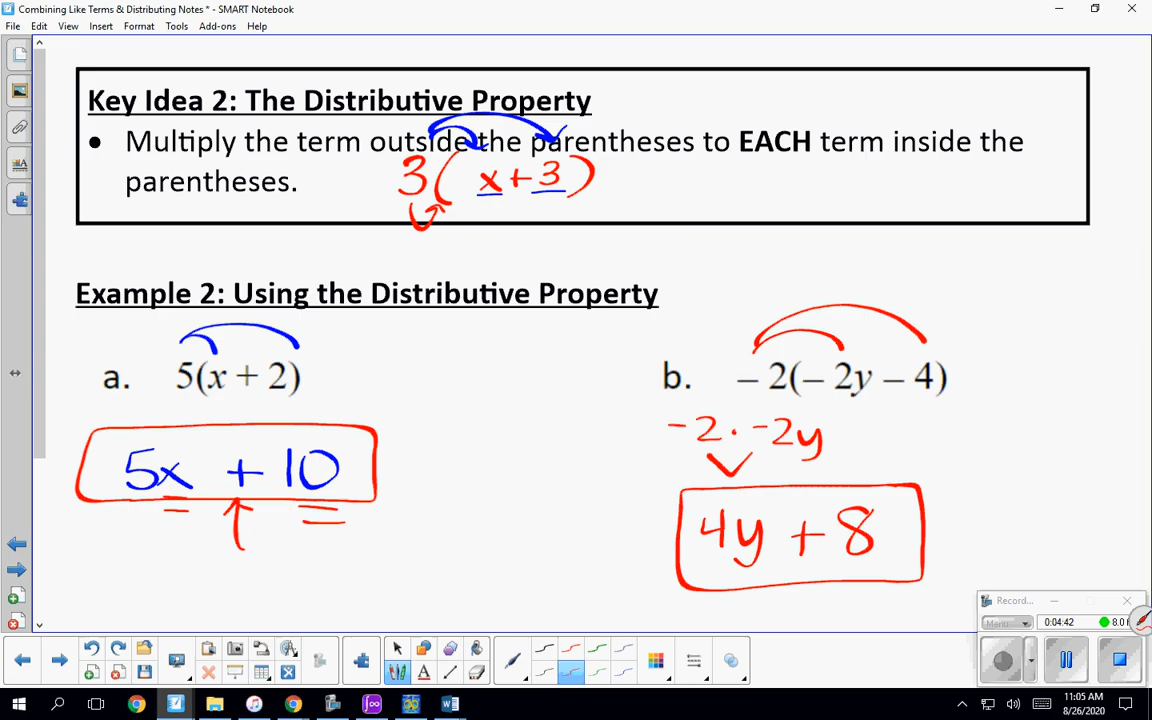 Combining Like Terms & Distributing Notes * - SMART Notebook
File Edit View Insert Format Tools Add-ons Help
Key Idea 2: The Distributive Property
• Multiply the term outside the parentheses to EACH term inside the
parentheses.
3(x+3)
Example 2: Using the Distributive Property
a. 5(x + 2)
b. – 2(– 2y – 4)
-2 · -2y
5x + 10
4y + 8
Record...
Menu
0:04:42
8.0
11:05 AM
8/26/2020